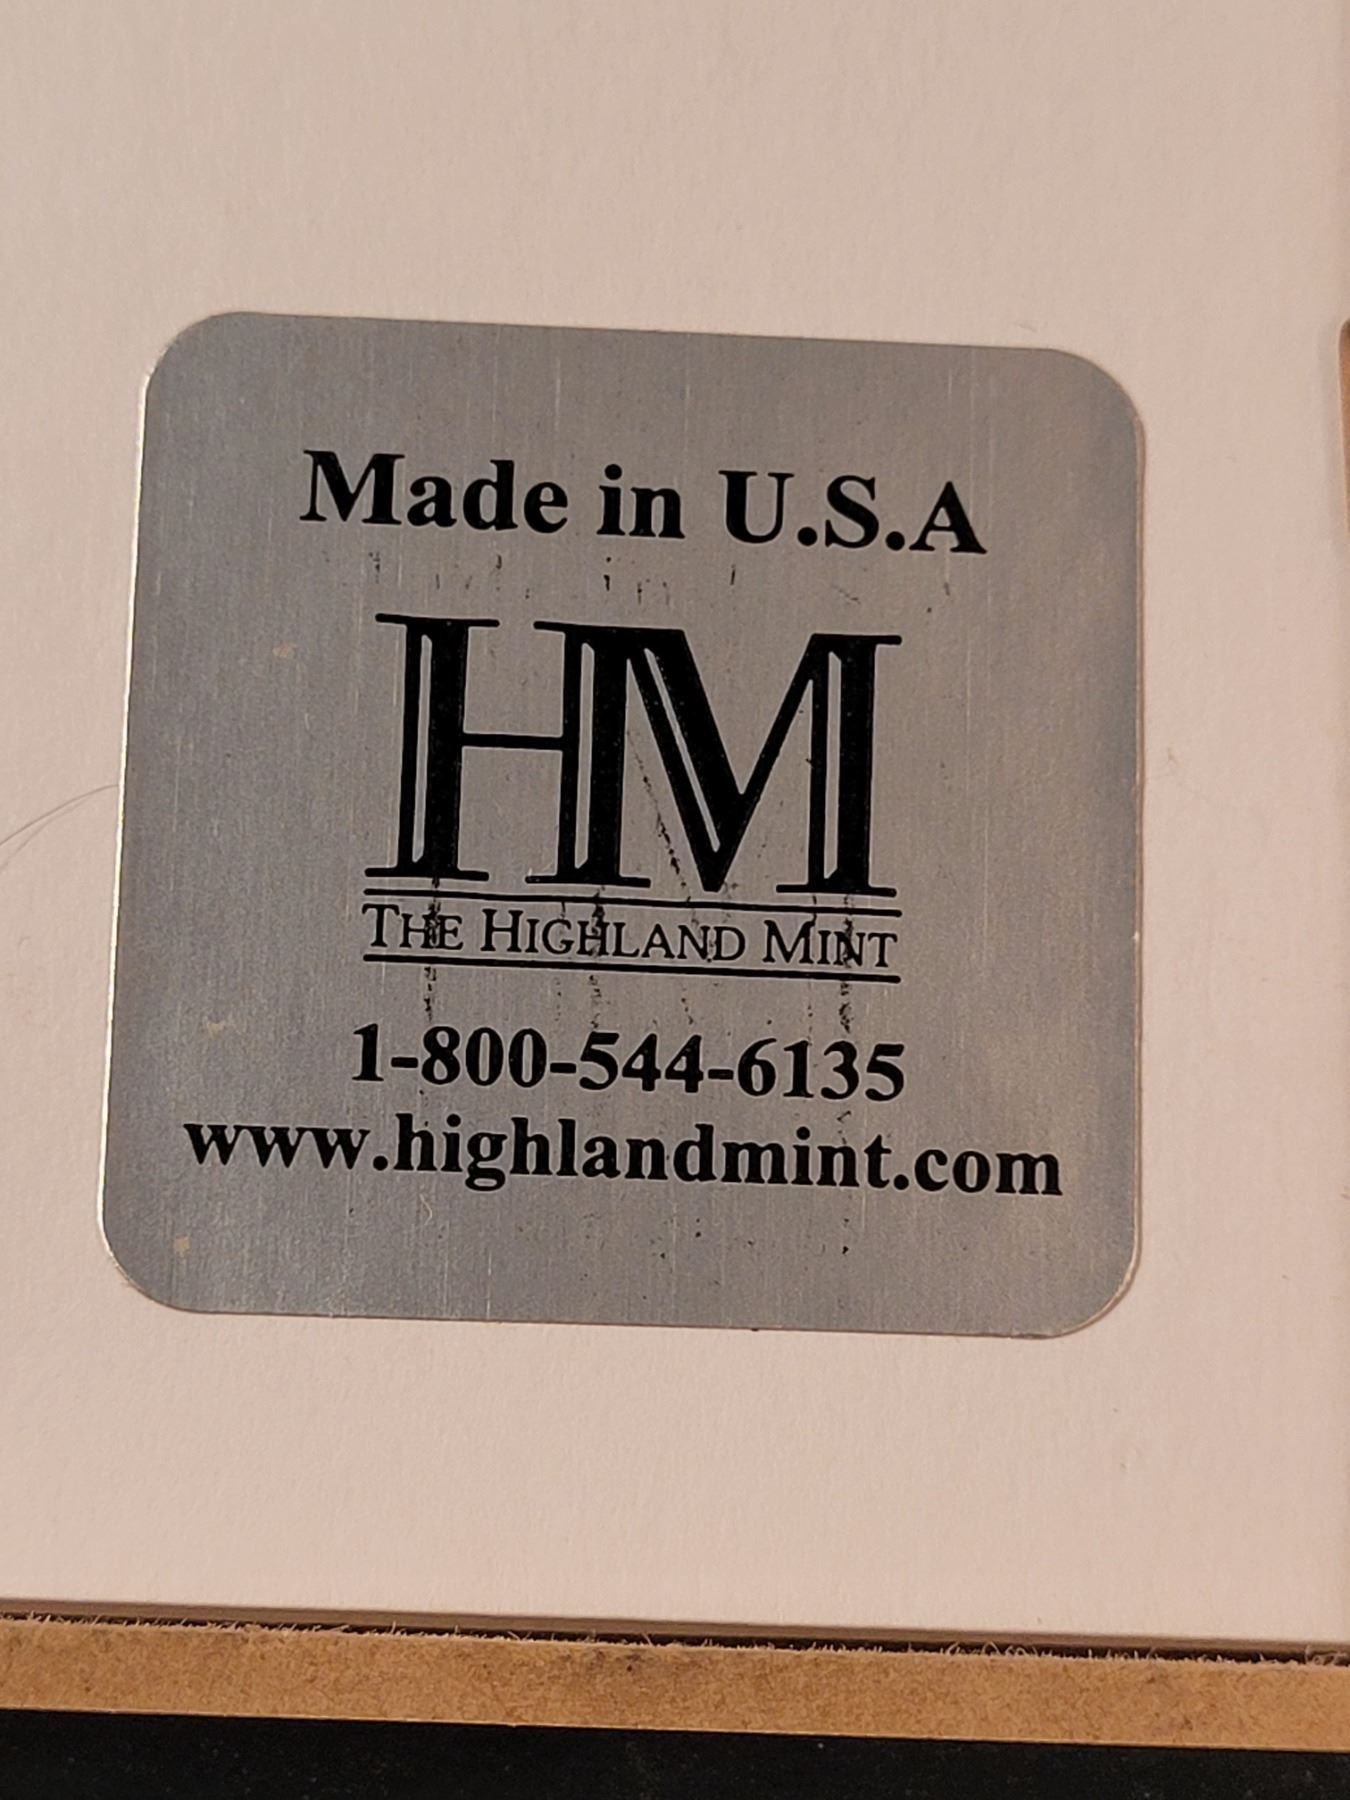 Made in U.S.A
HM
THE HIGHLAND MINT
1-800-544-6135
www.highlandmint.com